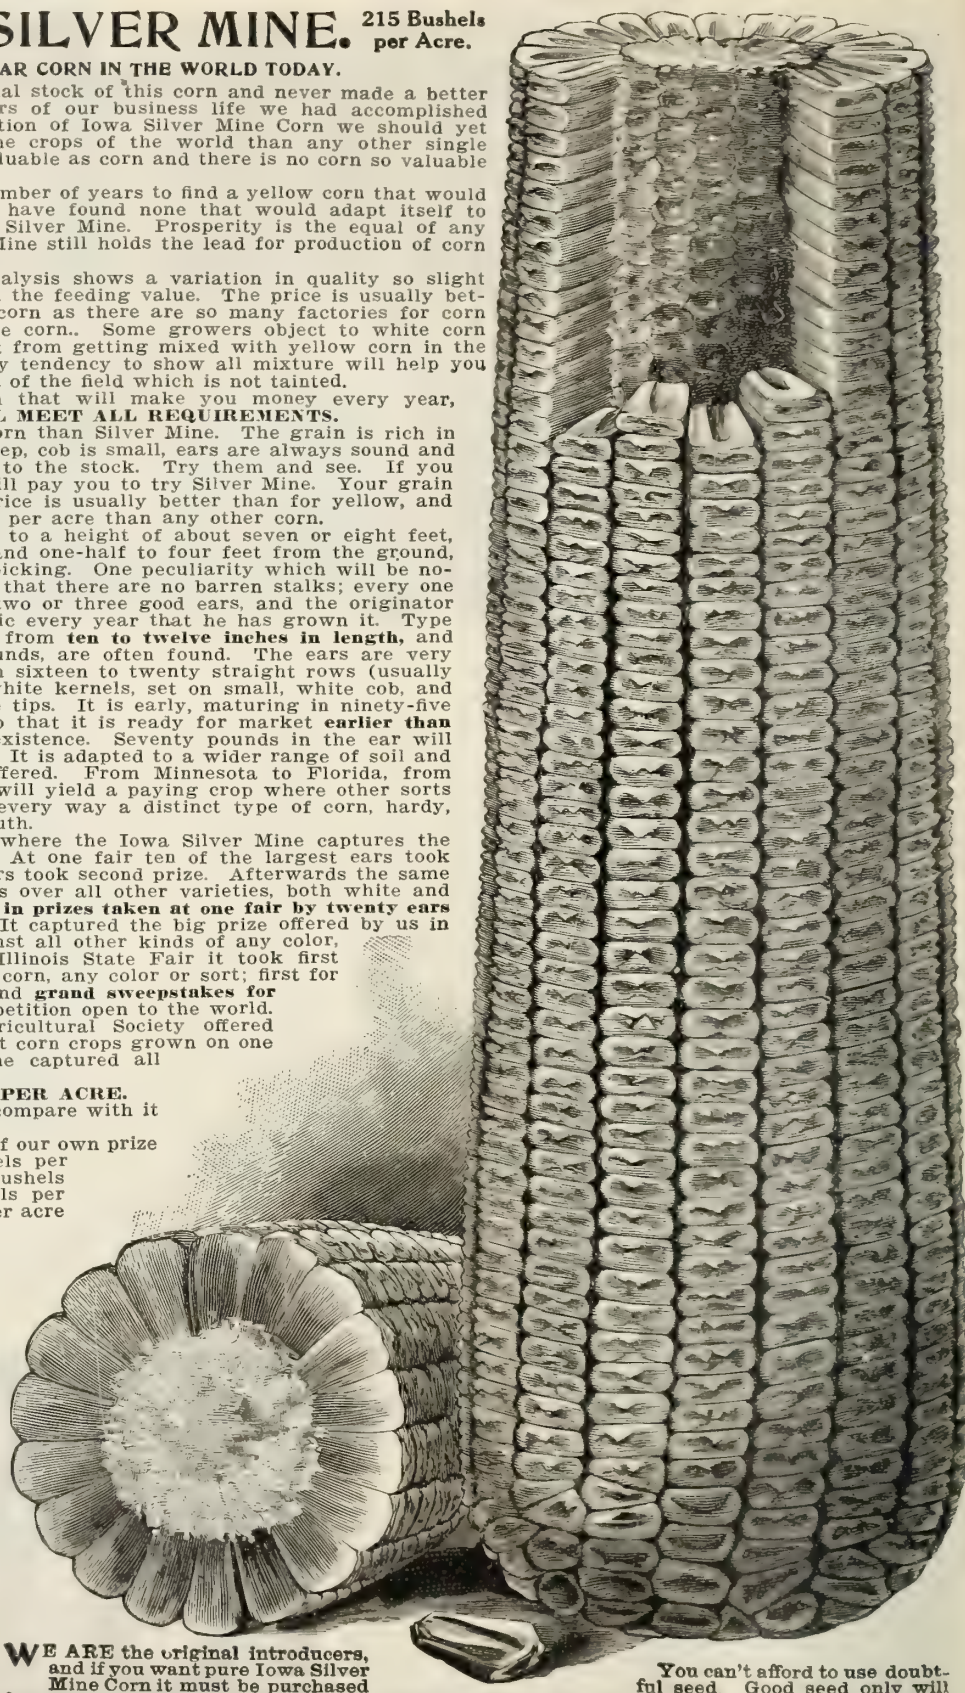 SILVER MINE. 215 Bushels
per Acre.
AR CORN IN THE WORLD TODAY.
al stock of this corn and never made a better
rs of our business life we had accomplished
tion of Iowa Silver Mine Corn we should yet
ne crops of the world than any other single
luable as corn and there is no corn so valuable
mber of years to find a yellow corn that would
have found none that would adapt itself to
Silver Mine. Prosperity is the equal of any
Mine still holds the lead for production of corn
alysis shows a variation in quality so slight
the feeding value. The price is usually bet-
corn as there are so many factories for corn
e corn.. Some growers object to white corn
from getting mixed with yellow corn in the
y tendency to show all mixture will help you
of the field which is not tainted.
that will make you money every year,
L MEET ALL REQUIREMENTS.
orn than Silver Mine. The grain is rich in
ep, cob is small, ears are always sound and
to the stock. Try them and see. If you
ill pay you to try Silver Mine. Your grain
rice is usually better than for yellow, and
per acre than any other corn.
to a height of about seven or eight feet,
nd one-half to four feet from the ground,
picking. One peculiarity which will be no-
that there are no barren stalks; every one
two or three good ears, and the originator
ic every year that he has grown it. Type
from ten to twelve inches in length, and
unds, are often found. The ears are very
n sixteen to twenty straight rows (usually
hite kernels, set on small, white cob, and
tips. It is early, maturing in ninety-five
o that it is ready for market earlier than
existence. Seventy pounds in the ear will
It is adapted to a wider range of soil and
ffered. From Minnesota to Florida, from
will yield a paying crop where other sorts
every way a distinct type of corn, hardy,
uth.
where the Iowa Silver Mine captures the
At one fair ten of the largest ears took
rs took second prize. Afterwards the same
s over all other varieties, both white and
in prizes taken at one fair by twenty ears
It captured the big prize offered by us in
nst all other kinds of any color,
Illinois State Fair it took first
corn, any color or sort; first for
nd grand sweepstakes for
petition open to the world.
ricultural Society offered
t corn crops grown on one
ne captured all
PER ACRE.
compare with it
f our own prize
els per
ushels
ls per
er acre
WE ARE the original introducers,
and if you want pure Iowa Silver
Mine Corn it must be purchased
You can't afford to use doubt-
ful seed Good seed only will